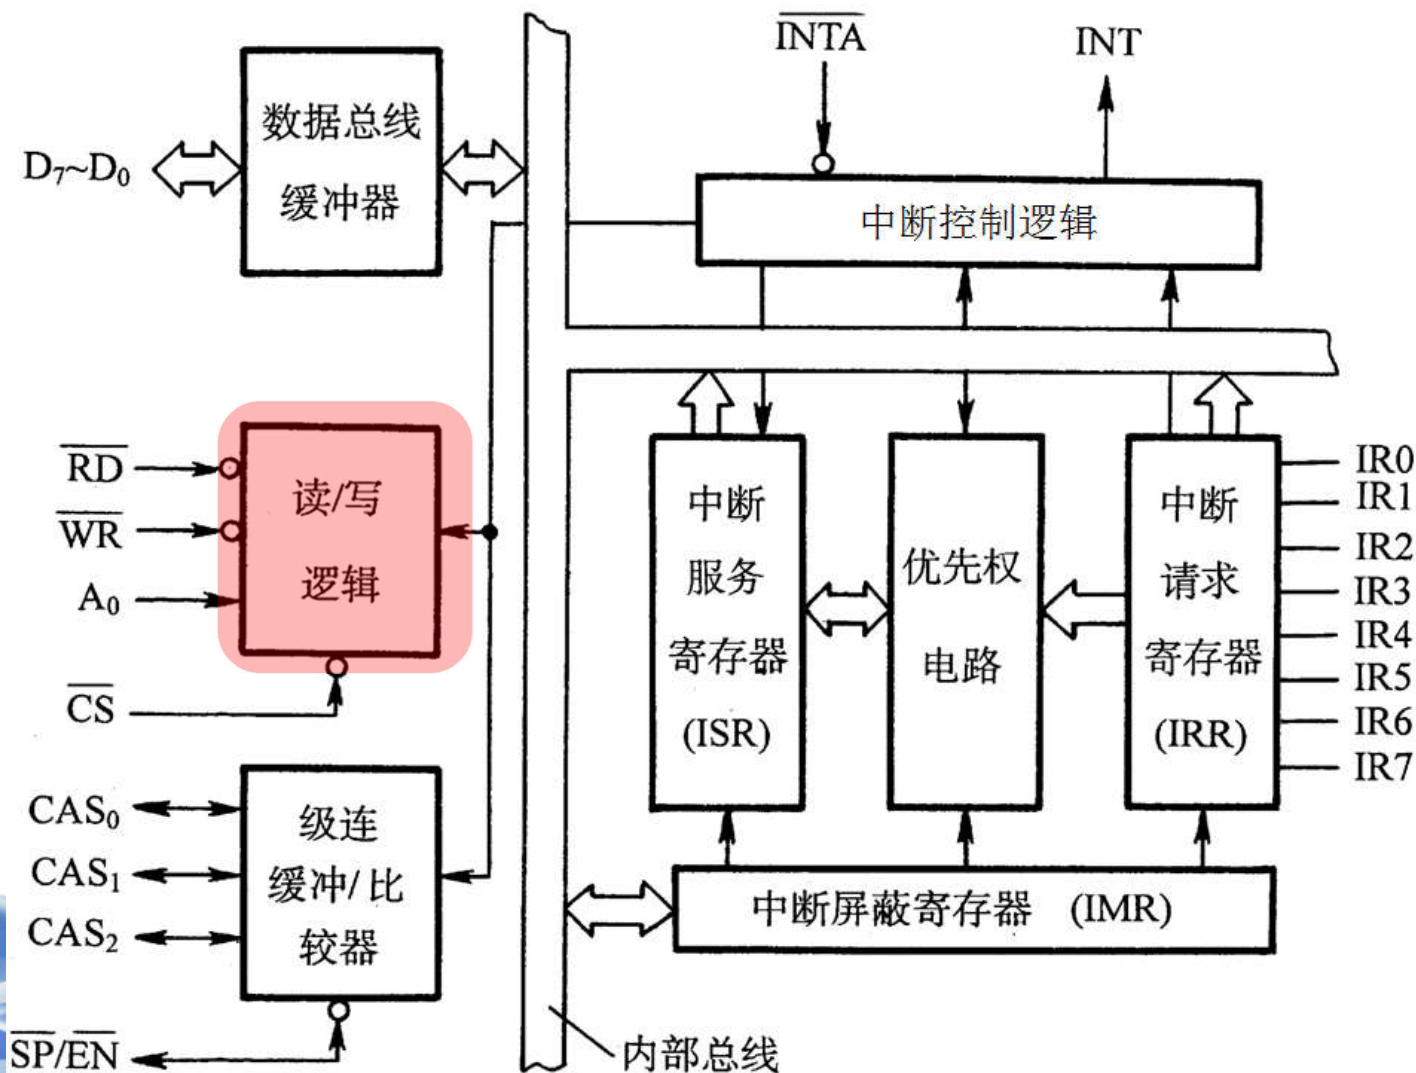 INTA
INT
数据总线
缓冲器
D7~D0
中断控制逻辑
RD
WR
A0
CS
读/写
逻辑
中断
服务
寄存器
(ISR)
优先权
电路
中断
请求
寄存器
(IRR)
IR0
IR1
IR2
IR3
IR4
IR5
IR6
IR7
CAS0
CAS1
CAS2
级连
缓冲/比
较器
SP/EN
中断屏蔽寄存器 (IMR)
内部总线